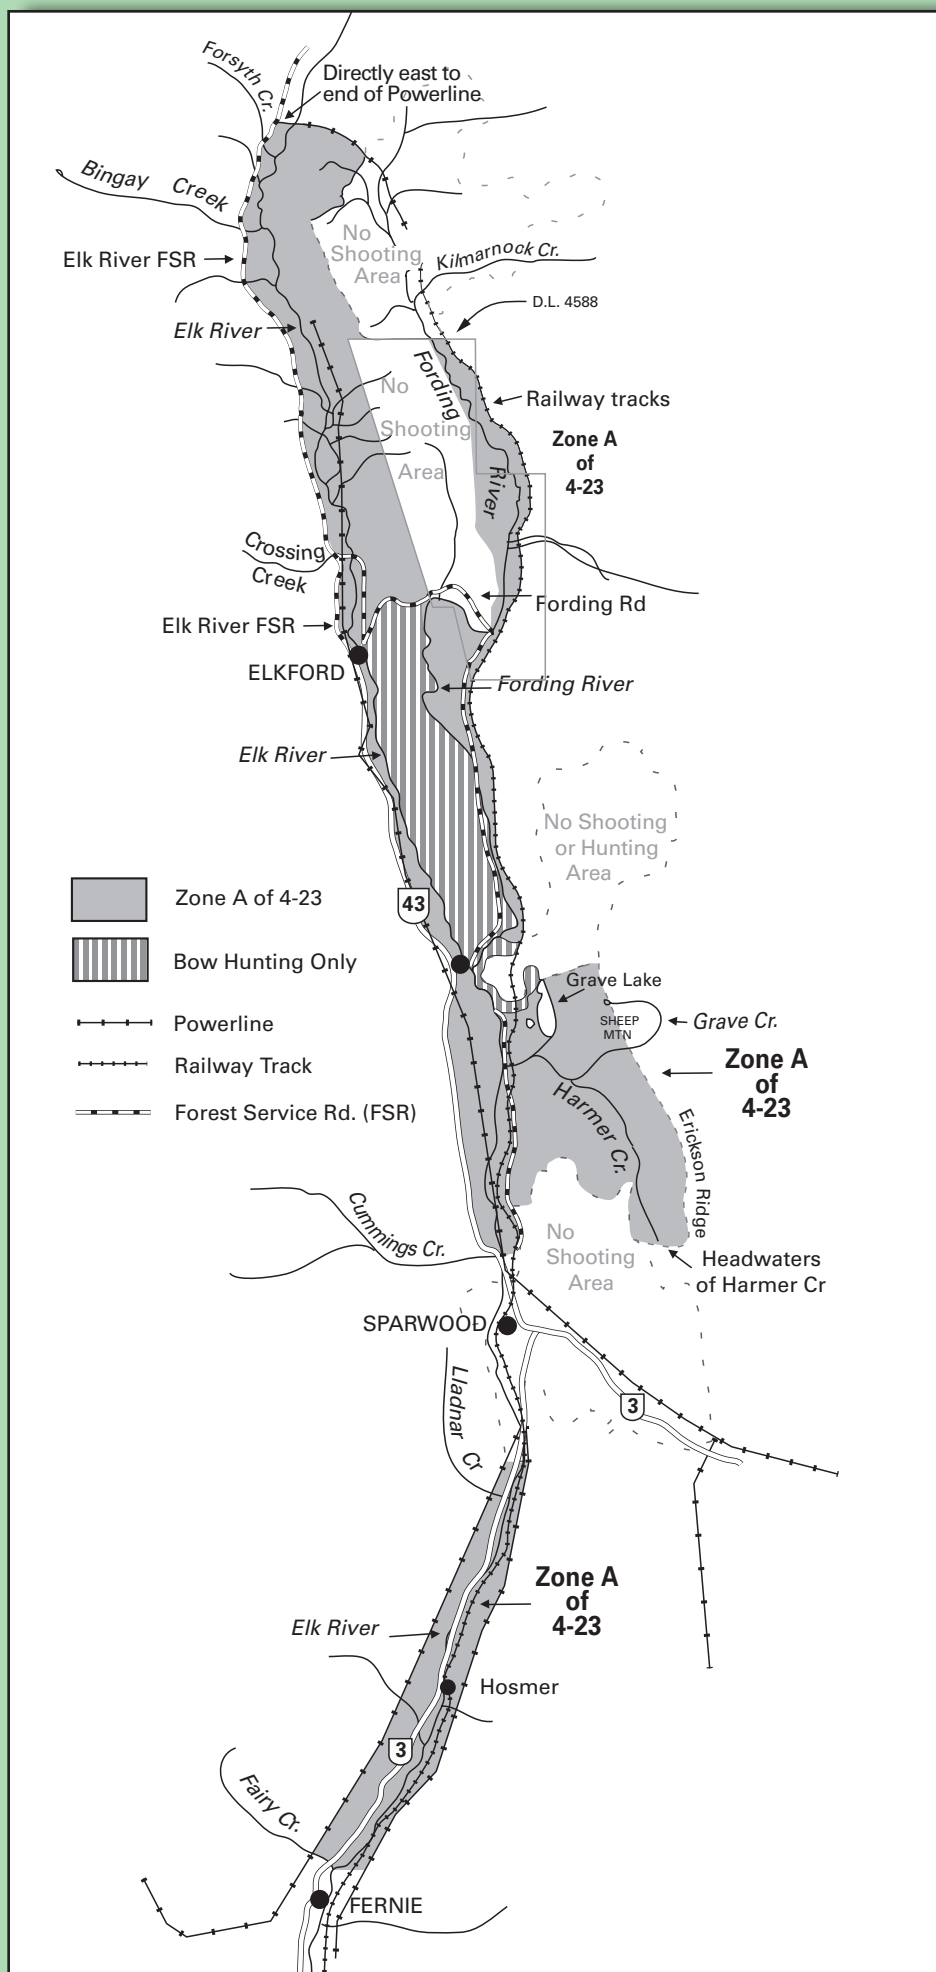 Forsyth Cr.
Directly east to
end of Powerline
Bingay Creek
No
Shooting
Area
Elk River FSR
Kilmarnock Cr.
D.L. 4588
Elk River
Fording
River
No
Shooting
Area
Railway tracks
Zone A
of
4-23
Crossing
Creek
Fording Rd
Elk River FSR
ELKFORD
Fording River
Elk River
No Shooting
or Hunting
Area
43
Zone A of 4-23
Bow Hunting Only
Powerline
Railway Track
Forest Service Rd. (FSR)
Grave Lake
SHEEP
MTN
Grave Cr.
Zone A
of
4-23
Harmer Cr.
Erickson Ridge
Cummings Cr.
No
Shooting
Area
Headwaters
of Harmer Cr
SPARWOOD
Lladnar Cr
3
Zone A
of
4-23
Elk River
Hosmer
3
Fairy Cr.
FERNIE